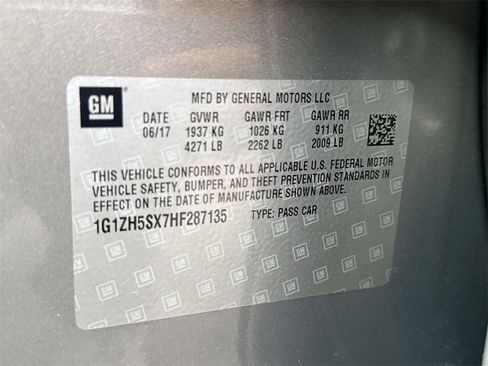 GM
MFD BY GENERAL MOTORS LLC
DATE GVWR GAWR FRT GAWR RR
06/17 1937 KG 1026 KG 911 KG
4271 LB 2262 LB 2009 LB
THIS VEHICLE CONFORMS TO ALL APPLICABLE U.S. FEDERAL MOTOR
VEHICLE SAFETY, BUMPER, AND THEFT PREVENTION STANDARDS IN
EFFECT ON THE DATE OF MANUFACTURE SHOWN ABOVE.
1G1ZH5SX7HF287135 TYPE: PASS CAR